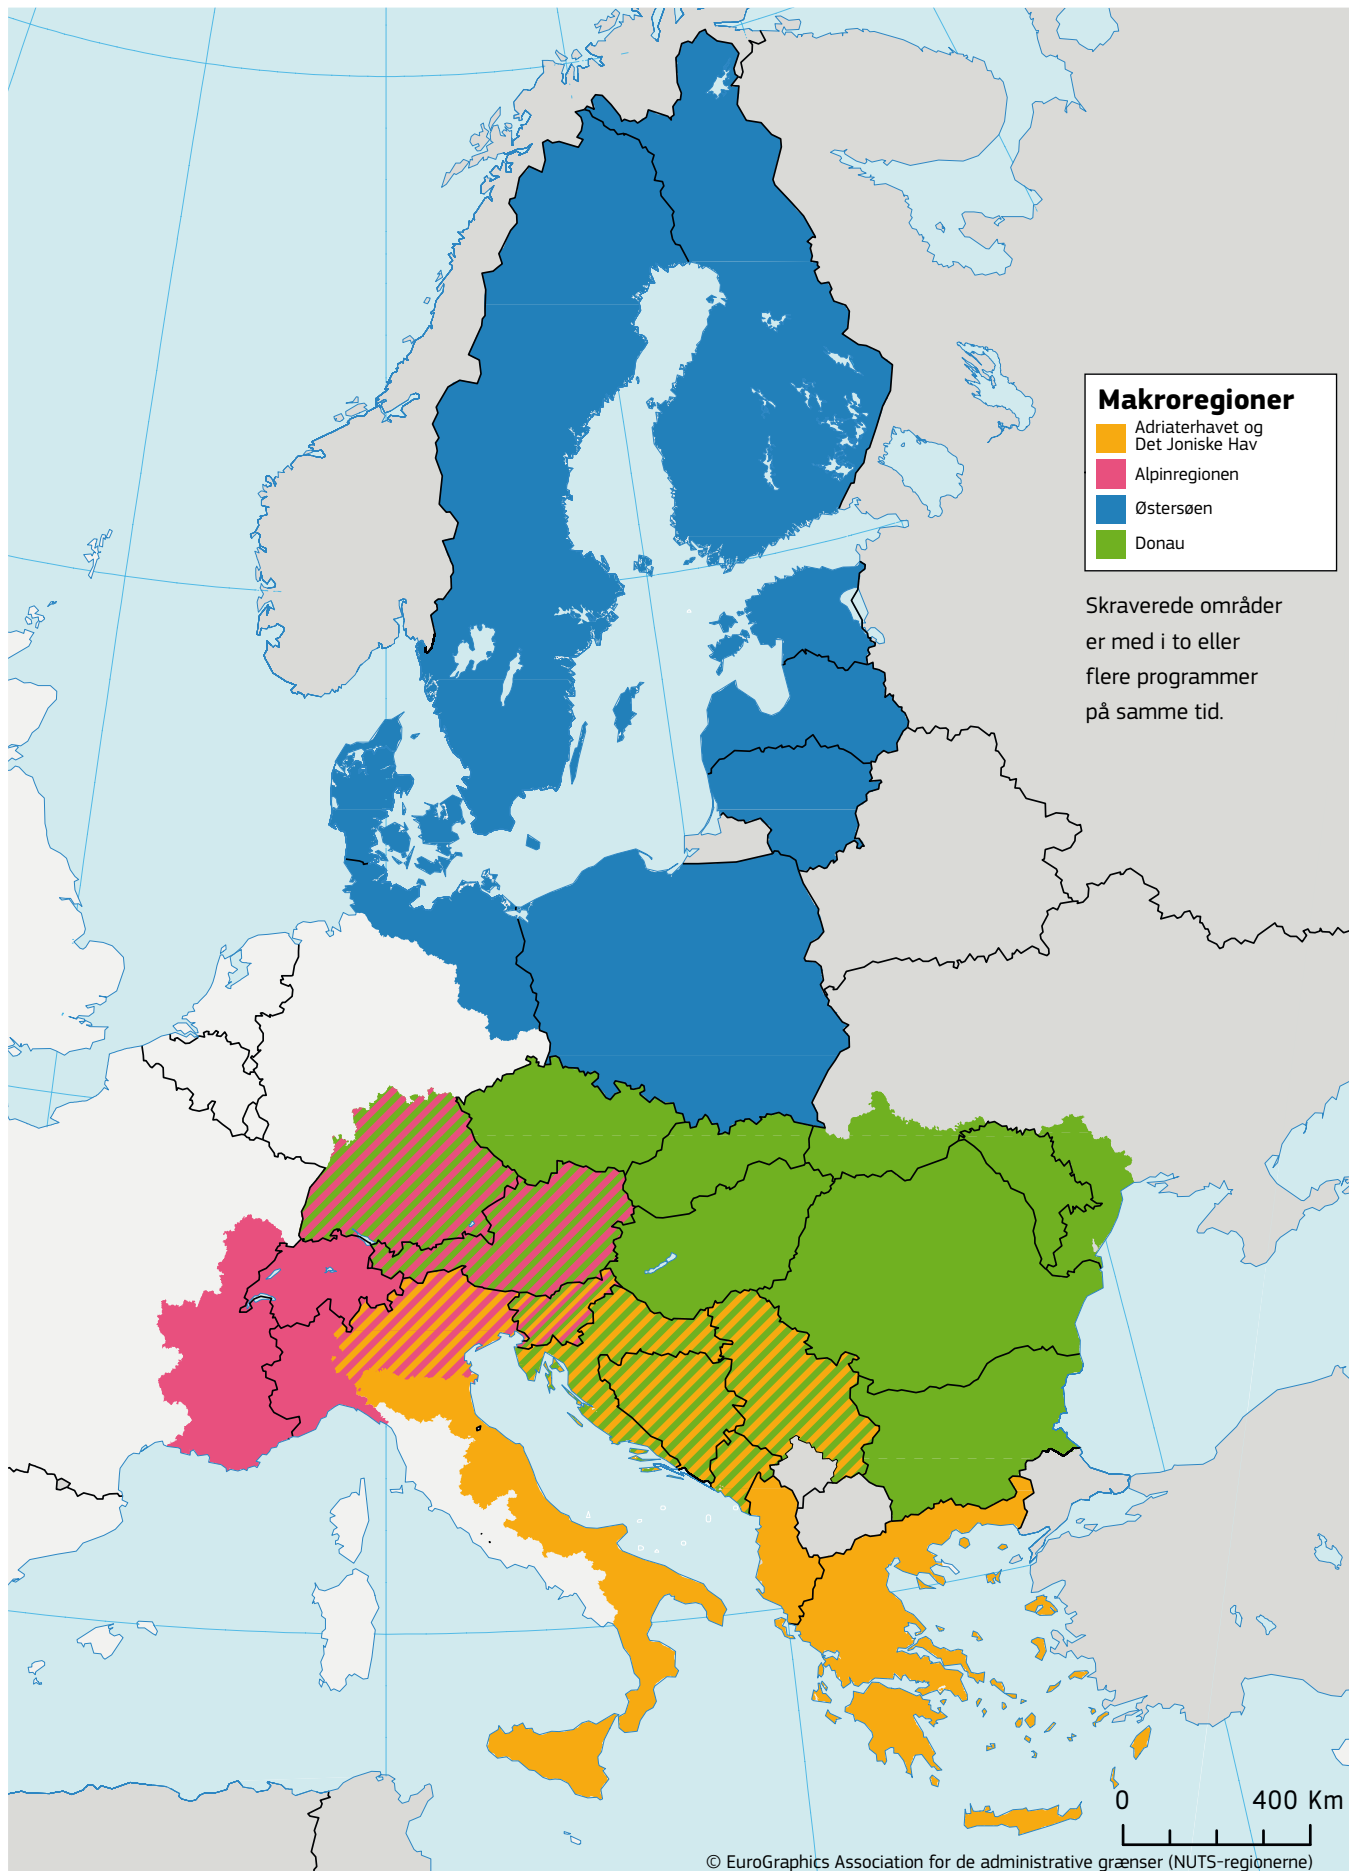 Makroregioner
Adriaterhavet og
Det Joniske Hav
Alpinregionen
Østersøen
Donau
Skraverede områder
er med i to eller
flere programmer
på samme tid.
0 400 Km
© EuroGraphics Association for de administrative grænser (NUTS-regionerne)